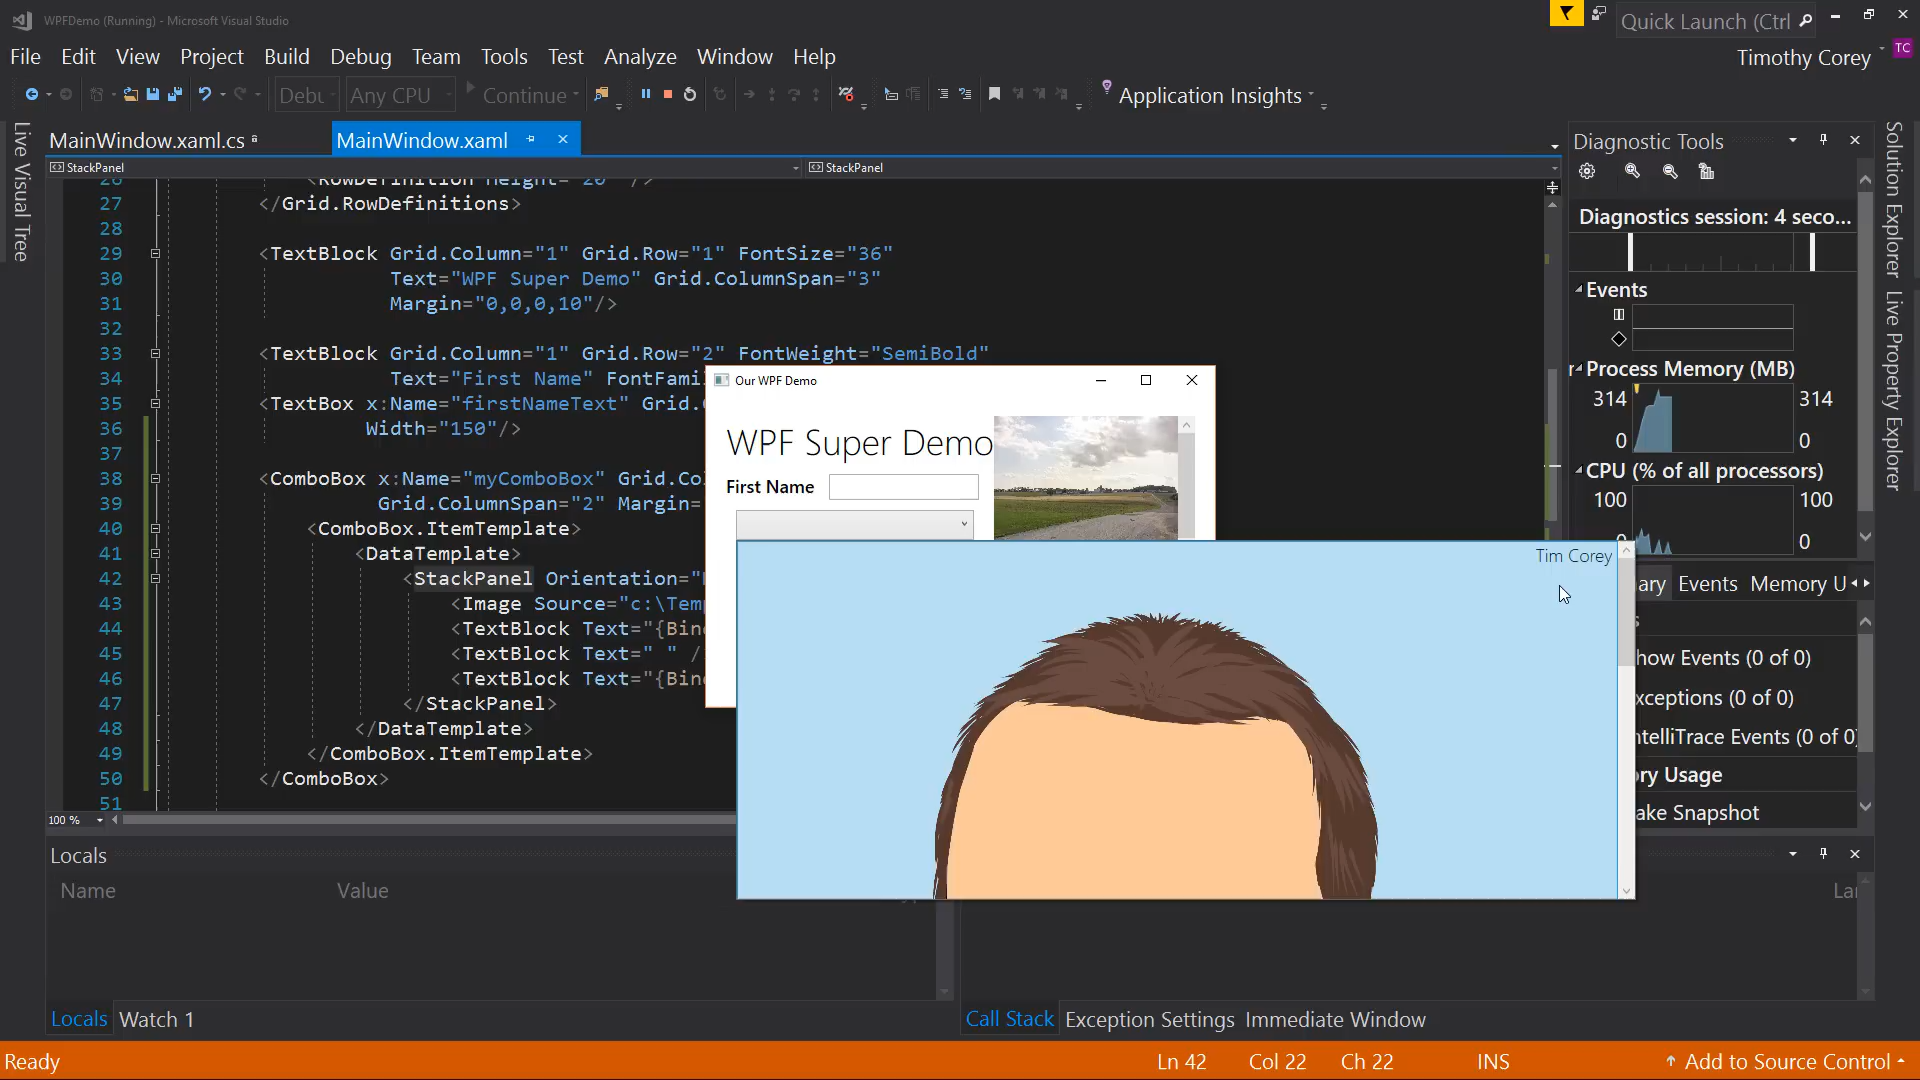 WPFDemo (Running) - Microsoft Visual Studio
Quick Launch (Ctrl
File Edit View Project Build Debug Team Tools Test Analyze Window Help
Timothy Corey TC
Any CPU Continue Application Insights
MainWindow.xaml.cs MainWindow.xaml
Diagnostic Tools
StackPanel StackPanel
Live Visual Tree
Solution Explorer
Live Property Explorer
27 </Grid.RowDefinitions>
28
29 <TextBlock Grid.Column="1" Grid.Row="1" FontSize="36"
30 Text="WPF Super Demo" Grid.ColumnSpan="3"
31 Margin="0,0,0,10"/>
32
33 <TextBlock Grid.Column="1" Grid.Row="2" FontWeight="SemiBold"
34 Text="First Name" FontFamil
35 <TextBox x:Name="firstNameText" Grid.
36 Width="150"/>
37
38 <ComboBox x:Name="myComboBox" Grid.
39 Grid.ColumnSpan="2" Margin=
40 <ComboBox.ItemTemplate>
41 <DataTemplate>
42 <StackPanel Orientation=
43 <Image Source="c:\Tem
44 <TextBlock Text="{Bin
45 <TextBlock Text=" " /
46 <TextBlock Text="{Bin
47 </StackPanel>
48 </DataTemplate>
49 </ComboBox.ItemTemplate>
50 </ComboBox>
51
100 %
Our WPF Demo
WPF Super Demo
First Name
Tim Corey
Diagnostics session: 4 seco...
Events
Process Memory (MB)
314 314
0 0
CPU (% of all processors)
100 100
0 0
ary Events Memory U
how Events (0 of 0)
xceptions (0 of 0)
ntelliTrace Events (0 of 0)
ory Usage
ake Snapshot
Locals
Name Value
Locals Watch 1
Call Stack Exception Settings Immediate Window
Ready Ln 42 Col 22 Ch 22 INS Add to Source Control